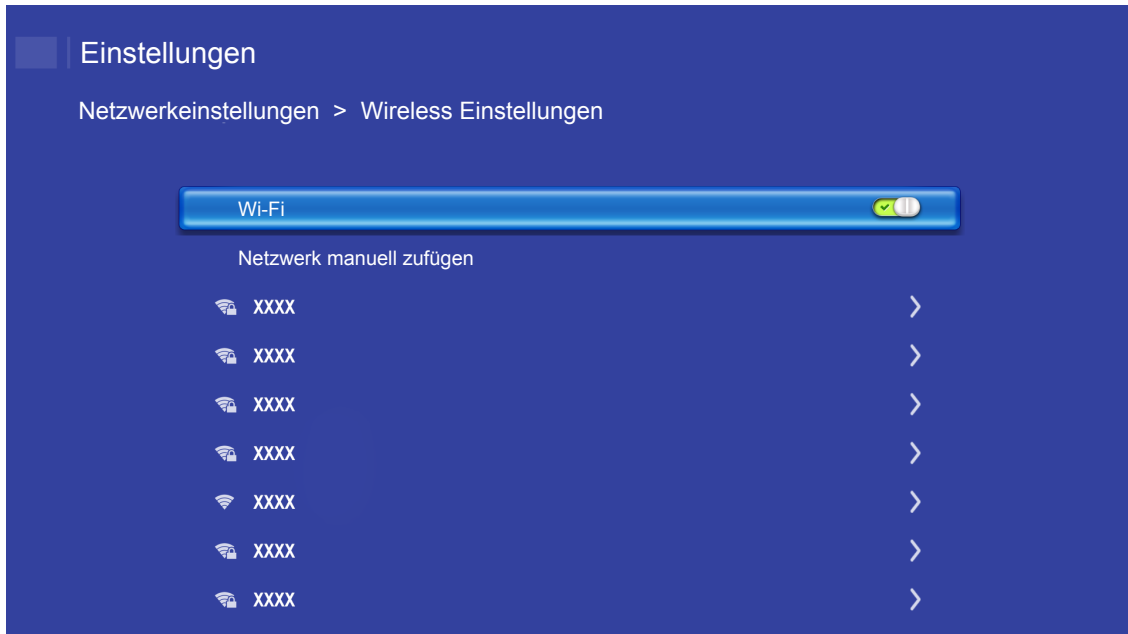 Einstellungen
Netzwerkeinstellungen > Wireless Einstellungen
Wi-Fi
Netzwerk manuell zufügen
XXXX
XXXX
XXXX
XXXX
XXXX
XXXX
XXXX